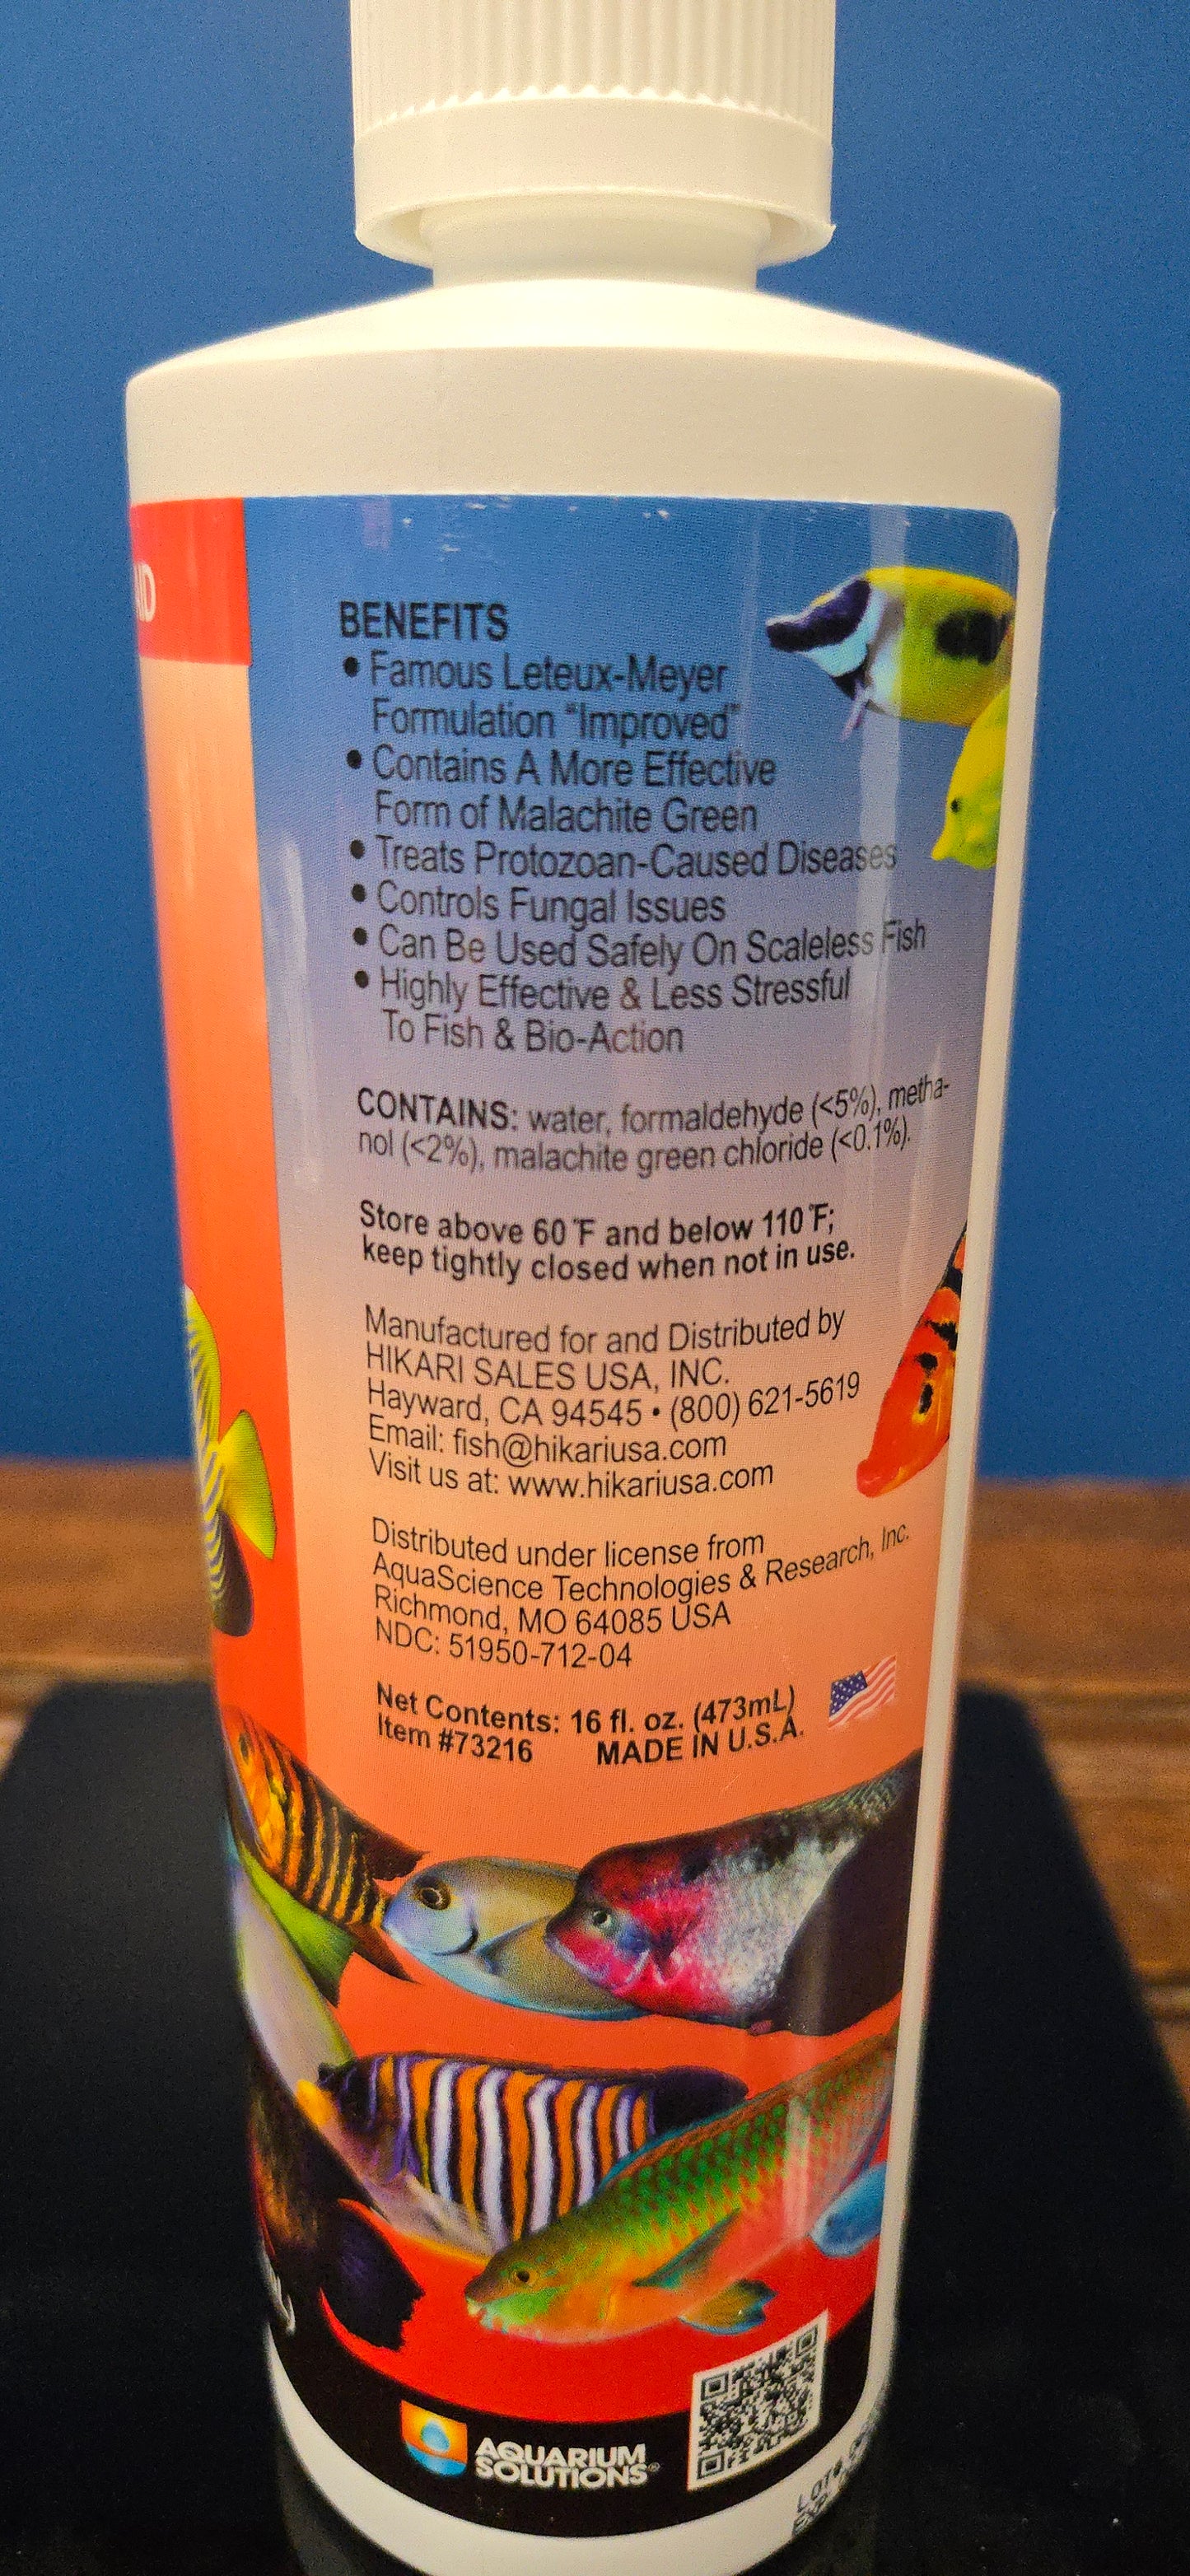 BENEFITS
• Famous Leteux-Meyer
Formulation "Improved"
• Contains A More Effective
Form of Malachite Green
• Treats Protozoan-Caused Diseases
• Controls Fungal Issues
• Can Be Used Safely On Scaleless Fish
• Highly Effective & Less Stressful
To Fish & Bio-Action
CONTAINS: water, formaldehyde (<5%), metha-
nol (<2%), malachite green chloride (<0.1%).
Store above 60°F and below 110°F;
keep tightly closed when not in use.
Manufactured for and Distributed by
HIKARI SALES USA, INC.
Hayward, CA 94545 • (800) 621-5619
Email: fish@hikariusa.com
Visit us at: www.hikariusa.com
Distributed under license from
AquaScience Technologies & Research, Inc.
Richmond, MO 64085 USA
NDC: 51950-712-04
Net Contents: 16 fl. oz. (473mL)
Item #73216 MADE IN U.S.A.
AQUARIUM
SOLUTIONS®
LOT#
EXP